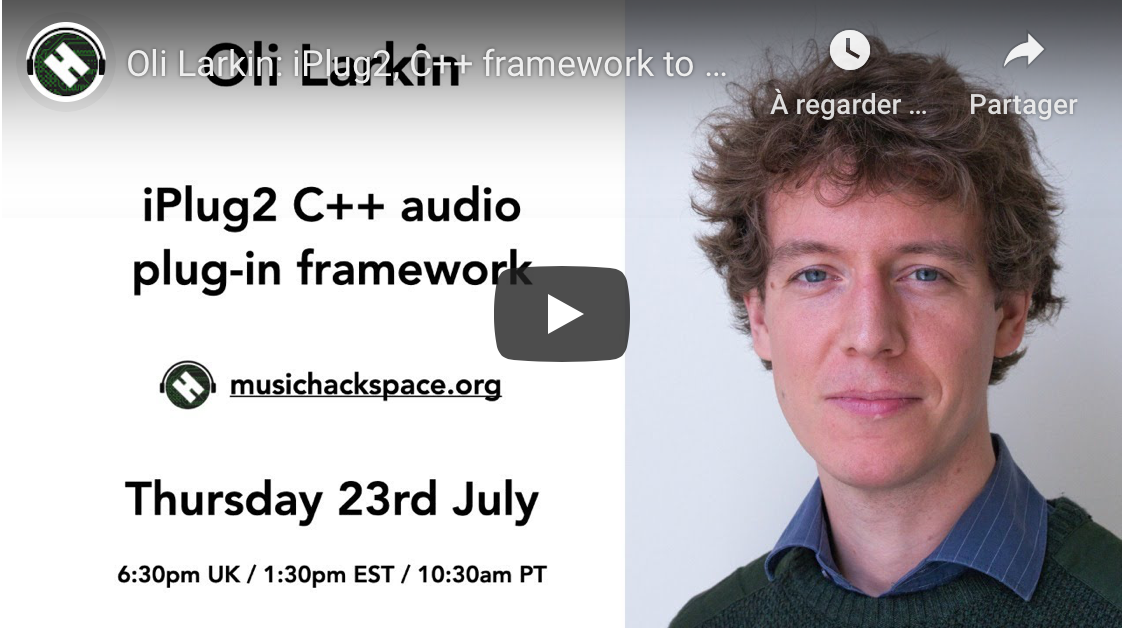 Oli Larkin: iPlug2, C++ framework to ...
Oli Larkin
À regarder ...
Partager
iPlug2 C++ audio
plug-in framework
musichackspace.org
Thursday 23rd July
6:30pm UK / 1:30pm EST / 10:30am PT